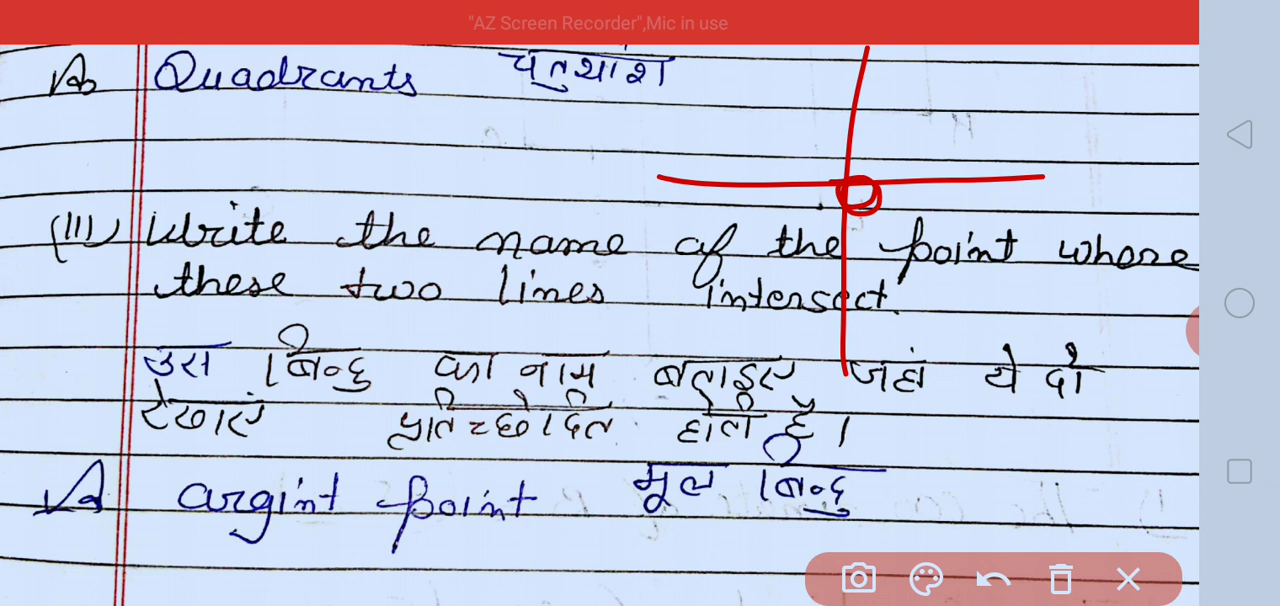 "AZ Screen Recorder",Mic in use
Quadrants चतुर्थांश
(III) Write the name of the point where
these two lines intersect.
उस बिन्दु का नाम बताइए जहां ये दो
रेखाएं प्रतिच्छेदित होती है।
argint point मूल बिन्दु